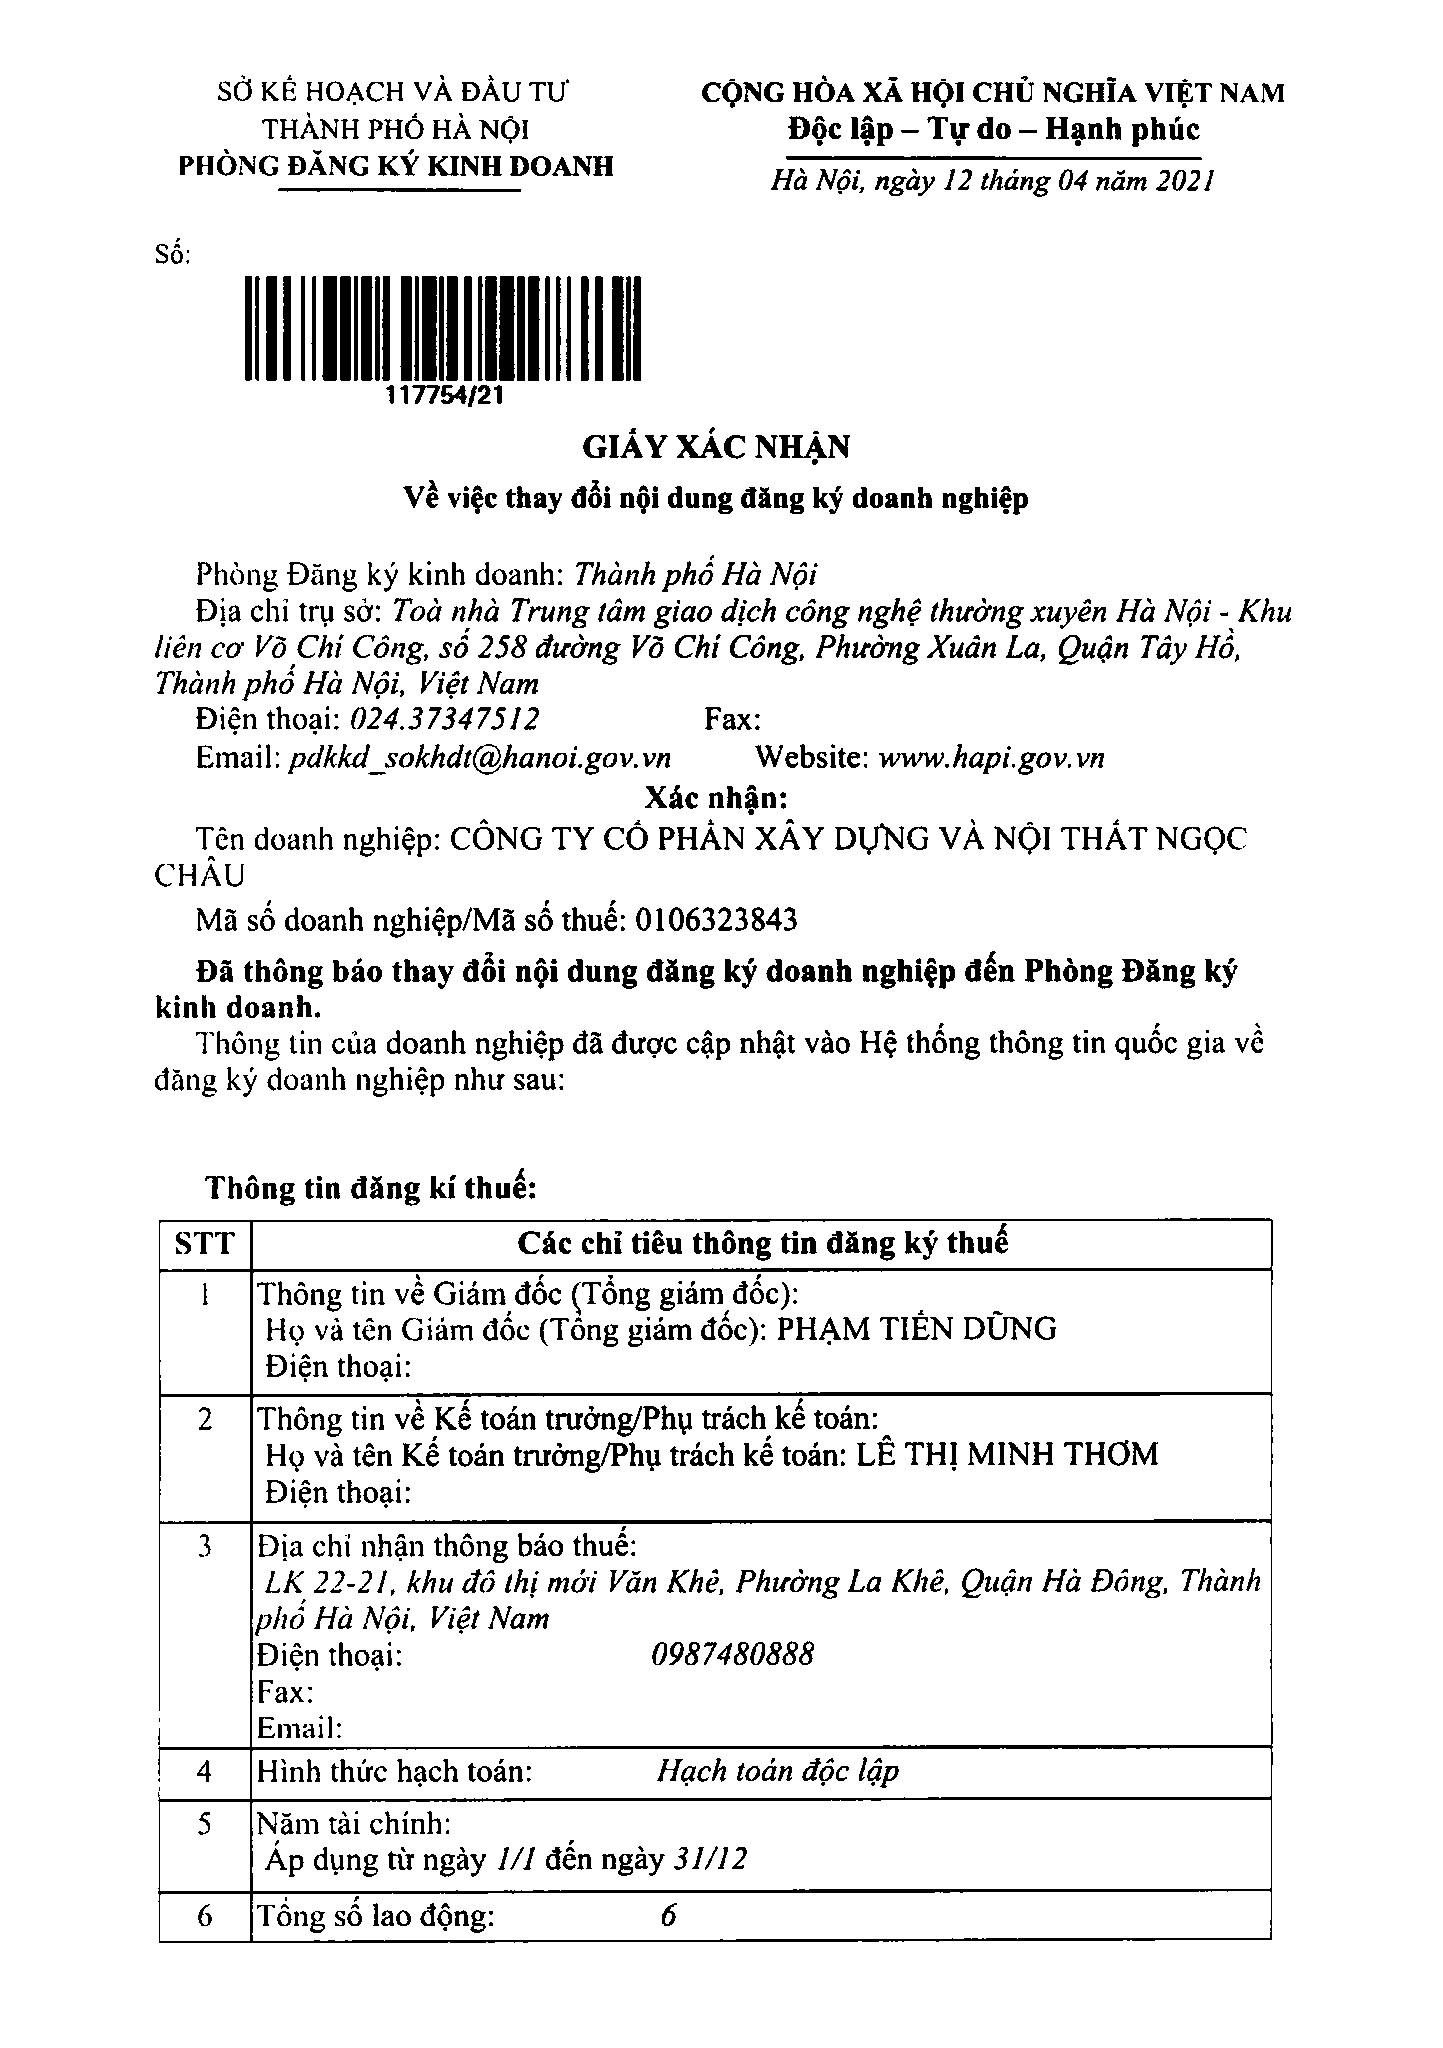 SỞ KẾ HOẠCH VÀ ĐẦU TƯ
THÀNH PHỐ HÀ NỘI
PHÒNG ĐĂNG KÝ KINH DOANH
CỘNG HÒA XÃ HỘI CHỦ NGHĨA VIỆT NAM
Độc lập – Tự do – Hạnh phúc
Hà Nội, ngày 12 tháng 04 năm 2021
Số:
117754/21
GIẤY XÁC NHẬN
Về việc thay đổi nội dung đăng ký doanh nghiệp
Phòng Đăng ký kinh doanh: Thành phố Hà Nội
Địa chỉ trụ sở: Toà nhà Trung tâm giao dịch công nghệ thường xuyên Hà Nội - Khu
liên cơ Võ Chí Công, số 258 đường Võ Chí Công, Phường Xuân La, Quận Tây Hồ,
Thành phố Hà Nội, Việt Nam
Điện thoại: 024.37347512 Fax:
Email: pdkkd_sokhdt@hanoi.gov.vn Website: www.hapi.gov.vn
Xác nhận:
Tên doanh nghiệp: CÔNG TY CỔ PHẦN XÂY DỰNG VÀ NỘI THẤT NGỌC
CHÂU
Mã số doanh nghiệp/Mã số thuế: 0106323843
Đã thông báo thay đổi nội dung đăng ký doanh nghiệp đến Phòng Đăng ký
kinh doanh.
Thông tin của doanh nghiệp đã được cập nhật vào Hệ thống thông tin quốc gia về
đăng ký doanh nghiệp như sau:
Thông tin đăng kí thuế:
STT Các chỉ tiêu thông tin đăng ký thuế
1 Thông tin về Giám đốc (Tổng giám đốc):
Họ và tên Giám đốc (Tổng giám đốc): PHẠM TIẾN DŨNG
Điện thoại:
2 Thông tin về Kế toán trưởng/Phụ trách kế toán:
Họ và tên Kế toán trưởng/Phụ trách kế toán: LÊ THỊ MINH THƠM
Điện thoại:
3 Địa chỉ nhận thông báo thuế:
LK 22-21, khu đô thị mới Văn Khê, Phường La Khê, Quận Hà Đông, Thành
phố Hà Nội, Việt Nam
Điện thoại: 0987480888
Fax:
Email:
4 Hình thức hạch toán: Hạch toán độc lập
5 Năm tài chính:
Áp dụng từ ngày 1/1 đến ngày 31/12
6 Tổng số lao động: 6